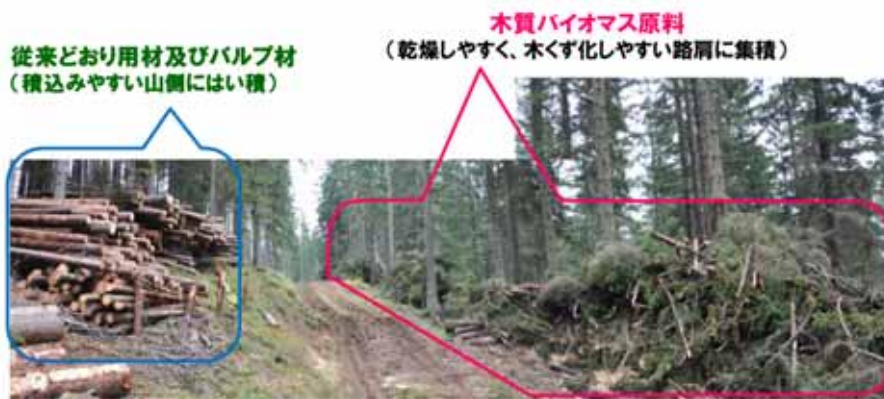 従来どおり用材及びパルプ材
（積込みやすい山側にはい積）
木質バイオマス原料
（乾燥しやすく、木くず化しやすい路肩に集積）